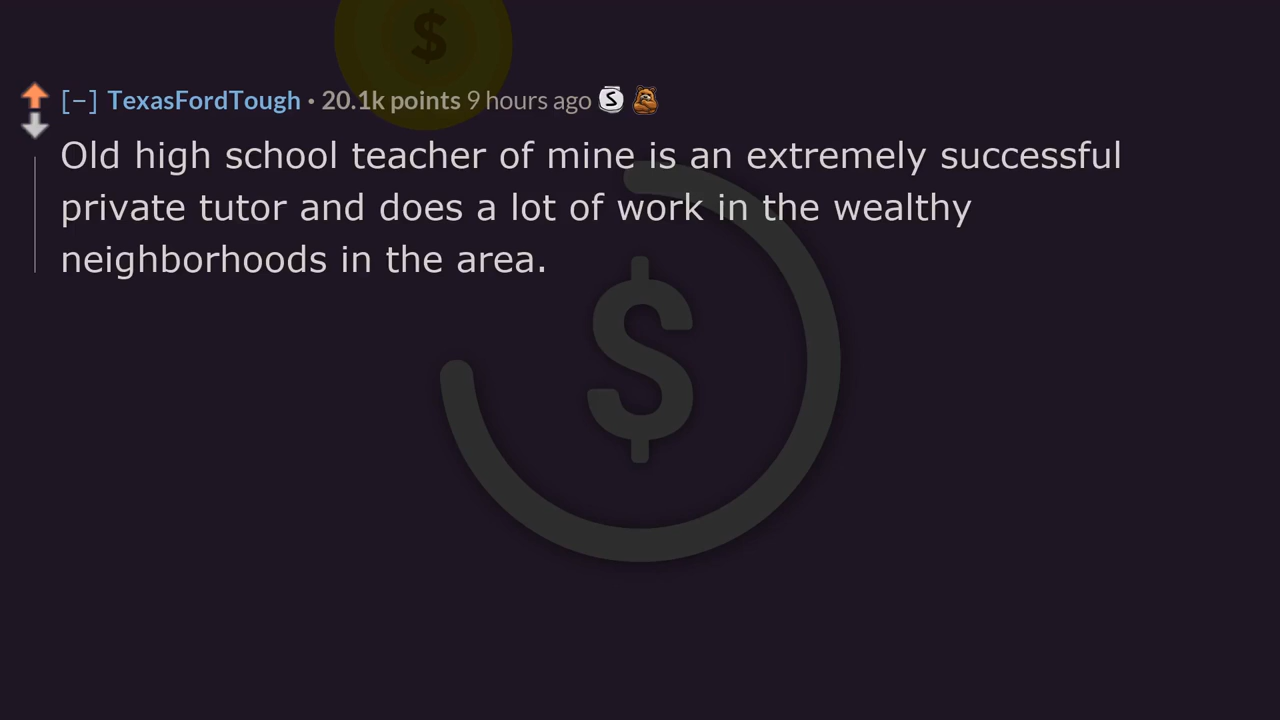 $
[−] TexasFordTough · 20.1k points 9 hours ago S
Old high school teacher of mine is an extremely successful
private tutor and does a lot of work in the wealthy
neighborhoods in the area.
$